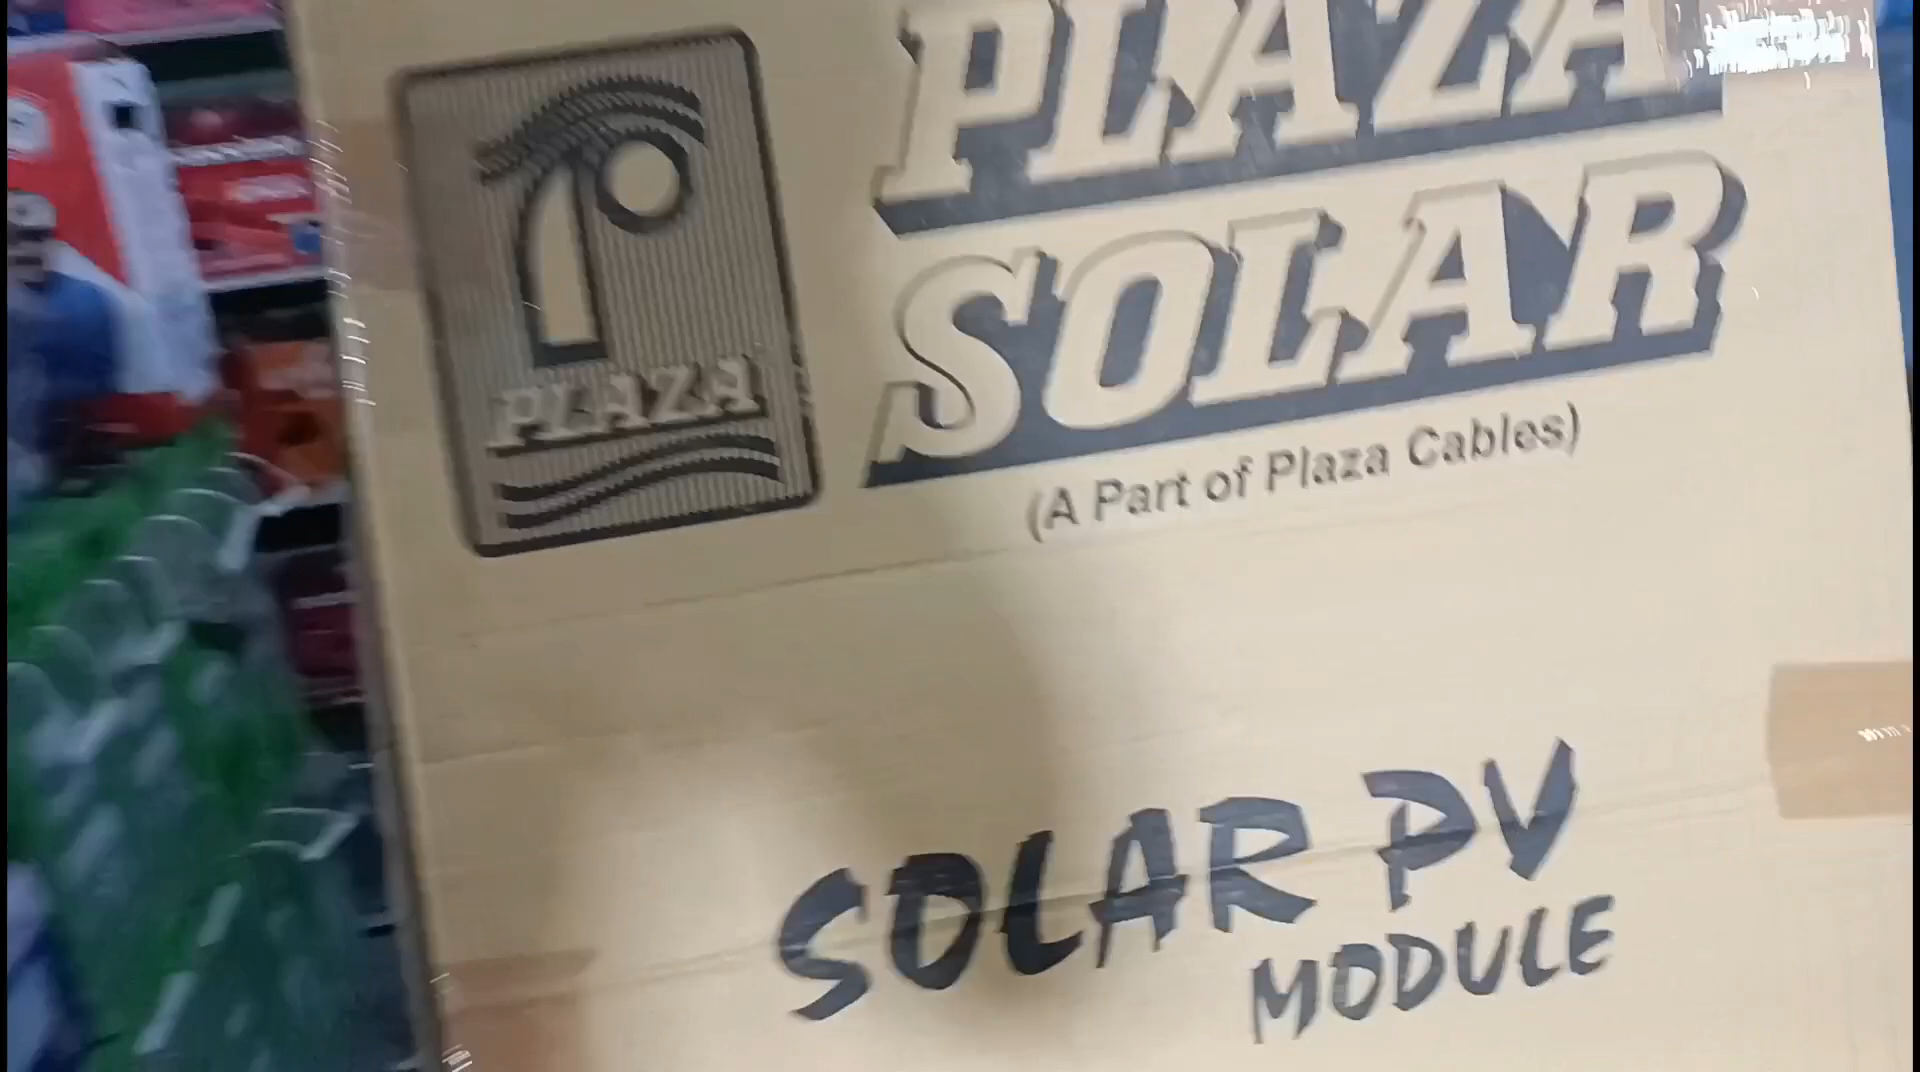 PLAZA
SOLAR
(A Part of Plaza Cables)
PLAZA
SOLAR PV
MODULE